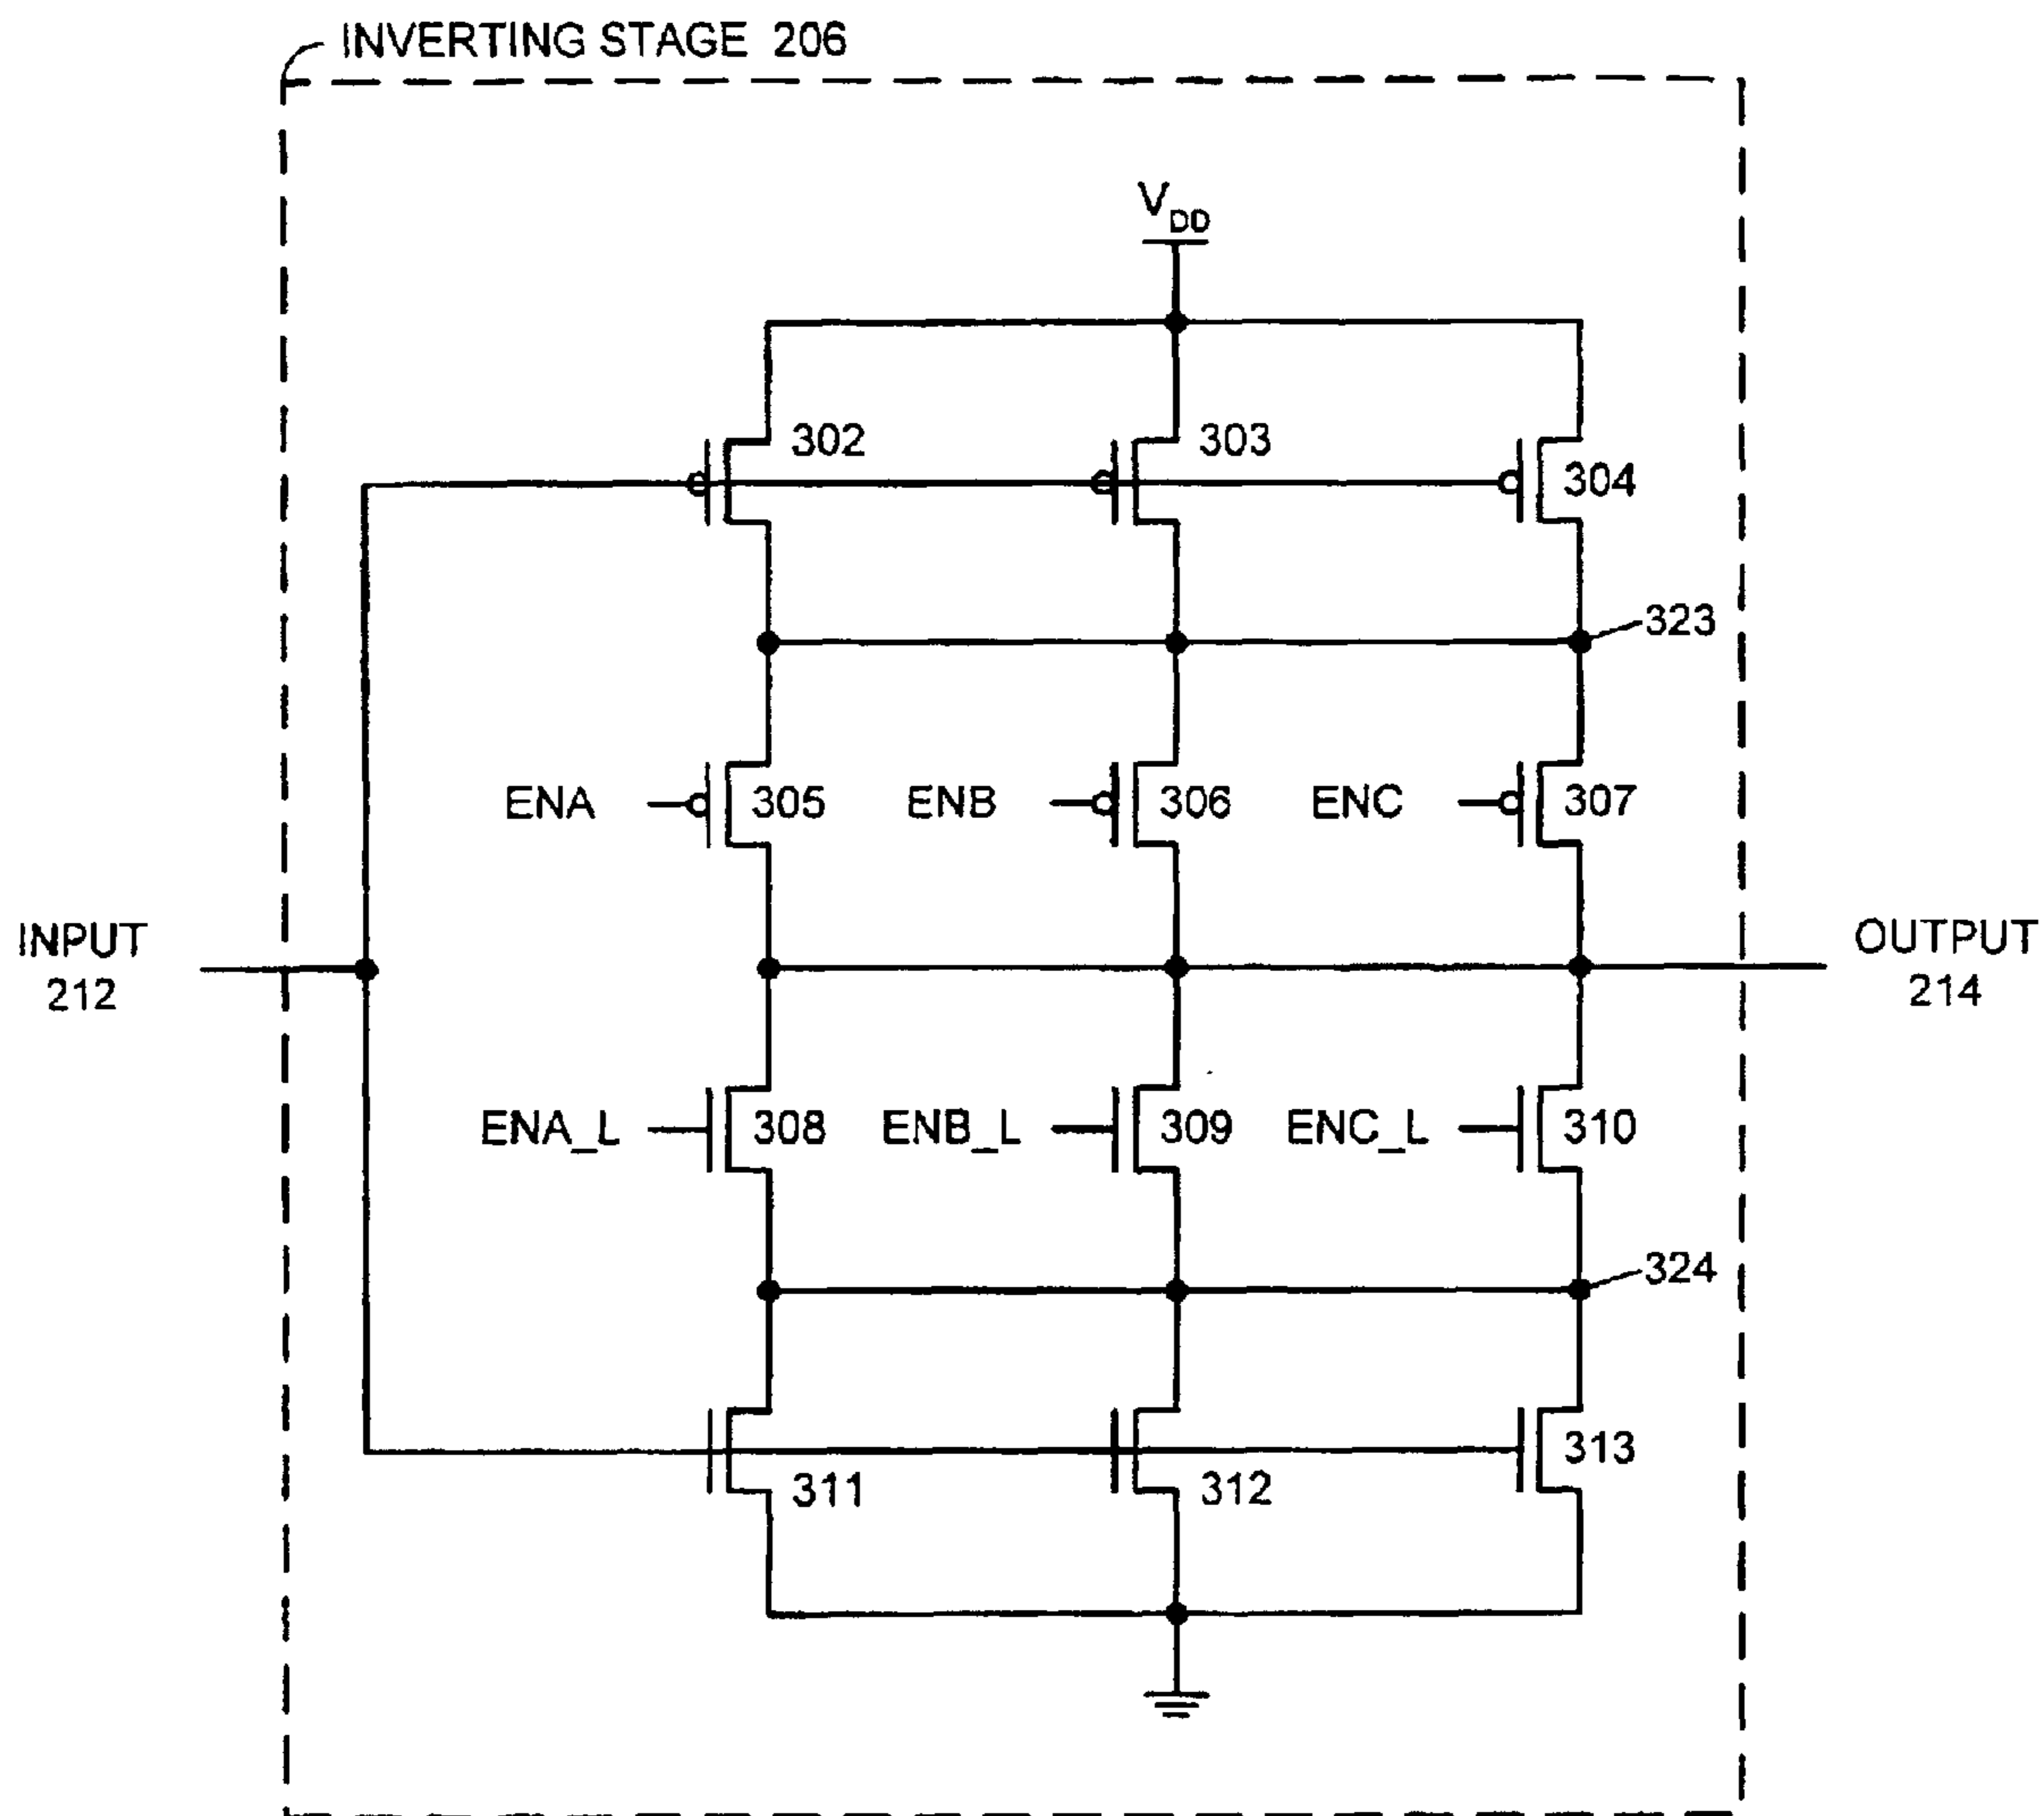 INVERTING STAGE 206
VDD
302
303
304
323
ENA
305
ENB
306
ENC
307
INPUT
212
OUTPUT
214
ENA_L
308
ENB_L
309
ENC_L
310
324
311
312
313